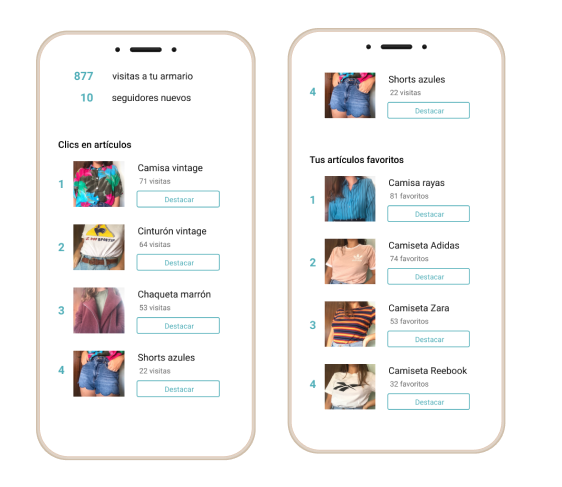 877 visitas a tu armario
10 seguidores nuevos
Clics en artículos
1
Camisa vintage
71 visitas
Destacar
2
Cinturón vintage
64 visitas
Destacar
3
Chaqueta marrón
53 visitas
Destacar
4
Shorts azules
22 visitas
Destacar
4
Shorts azules
22 visitas
Destacar
Tus artículos favoritos
1
Camisa rayas
81 favoritos
Destacar
2
Camiseta Adidas
74 favoritos
Destacar
3
Camiseta Zara
53 favoritos
Destacar
4
Camiseta Reebook
32 favoritos
Destacar